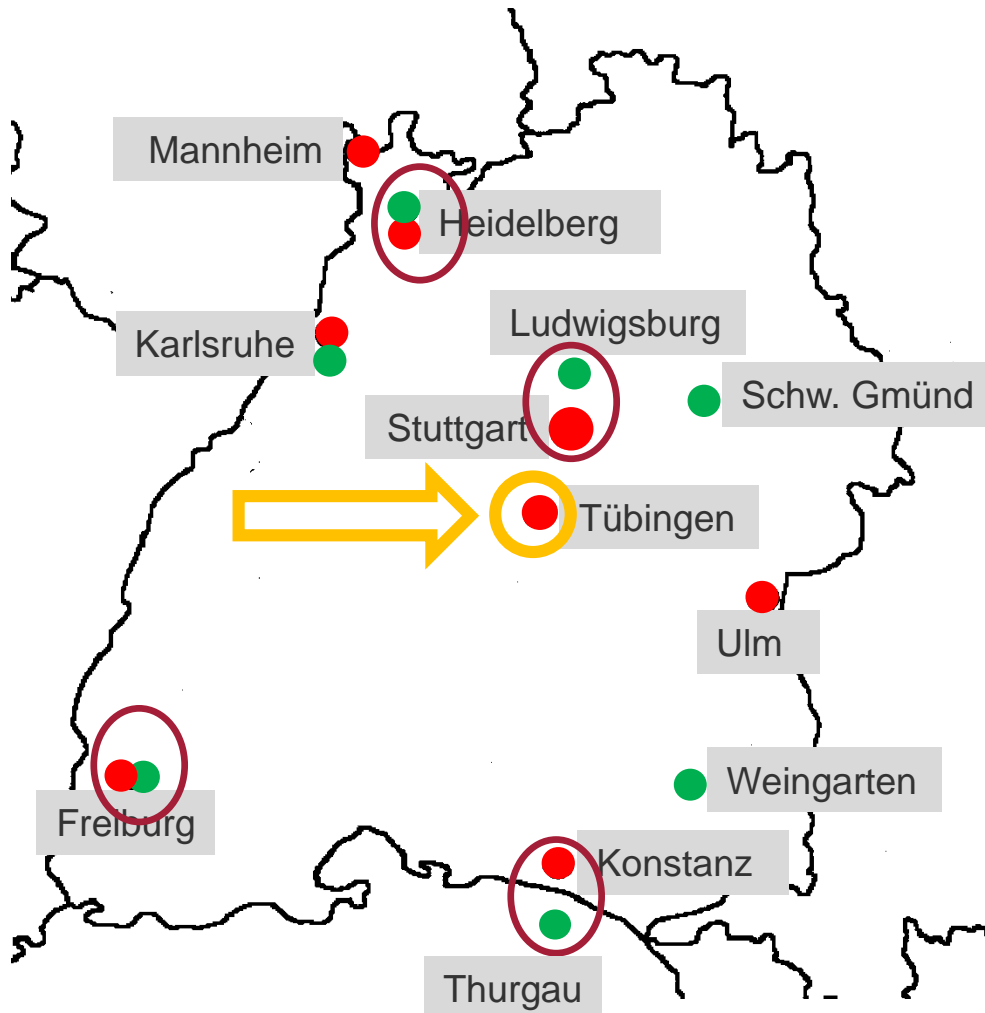 Mannheim
Heidelberg
Ludwigsburg
Karlsruhe
Schw. Gmünd
Stuttgart
Tübingen
Ulm
Weingarten
Freiburg
Konstanz
Thurgau